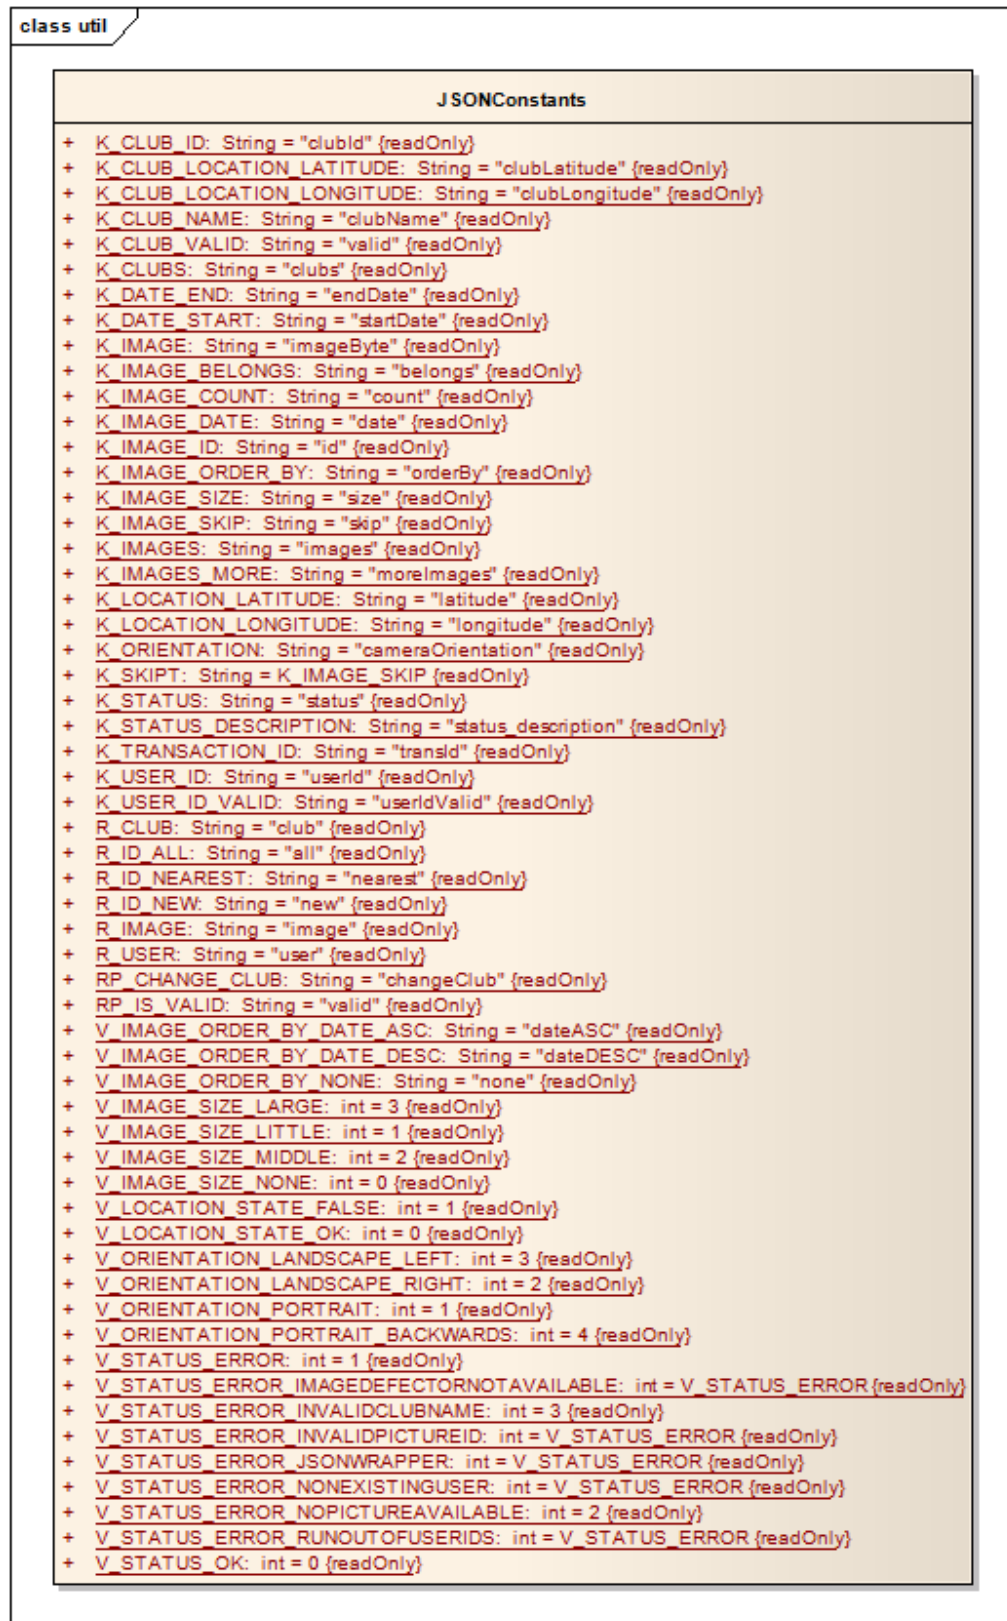 class util
JSONConstants
+ K_CLUB_ID: String = "clubId" {readOnly}
+ K_CLUB_LOCATION_LATITUDE: String = "clubLatitude" {readOnly}
+ K_CLUB_LOCATION_LONGITUDE: String = "clubLongitude" {readOnly}
+ K_CLUB_NAME: String = "clubName" {readOnly}
+ K_CLUB_VALID: String = "valid" {readOnly}
+ K_CLUBS: String = "clubs" {readOnly}
+ K_DATE_END: String = "endDate" {readOnly}
+ K_DATE_START: String = "startDate" {readOnly}
+ K_IMAGE: String = "imageByte" {readOnly}
+ K_IMAGE_BELONGS: String = "belongs" {readOnly}
+ K_IMAGE_COUNT: String = "count" {readOnly}
+ K_IMAGE_DATE: String = "date" {readOnly}
+ K_IMAGE_ID: String = "id" {readOnly}
+ K_IMAGE_ORDER_BY: String = "orderBy" {readOnly}
+ K_IMAGE_SIZE: String = "size" {readOnly}
+ K_IMAGE_SKIP: String = "skip" {readOnly}
+ K_IMAGES: String = "images" {readOnly}
+ K_IMAGES_MORE: String = "moreImages" {readOnly}
+ K_LOCATION_LATITUDE: String = "latitude" {readOnly}
+ K_LOCATION_LONGITUDE: String = "longitude" {readOnly}
+ K_ORIENTATION: String = "cameraOrientation" {readOnly}
+ K_SKIPT: String = K_IMAGE_SKIP {readOnly}
+ K_STATUS: String = "status" {readOnly}
+ K_STATUS_DESCRIPTION: String = "status_description" {readOnly}
+ K_TRANSACTION_ID: String = "transId" {readOnly}
+ K_USER_ID: String = "userId" {readOnly}
+ K_USER_ID_VALID: String = "userIdValid" {readOnly}
+ R_CLUB: String = "club" {readOnly}
+ R_ID_ALL: String = "all" {readOnly}
+ R_ID_NEAREST: String = "nearest" {readOnly}
+ R_ID_NEW: String = "new" {readOnly}
+ R_IMAGE: String = "image" {readOnly}
+ R_USER: String = "user" {readOnly}
+ RP_CHANGE_CLUB: String = "changeClub" {readOnly}
+ RP_IS_VALID: String = "valid" {readOnly}
+ V_IMAGE_ORDER_BY_DATE_ASC: String = "dateASC" {readOnly}
+ V_IMAGE_ORDER_BY_DATE_DESC: String = "dateDESC" {readOnly}
+ V_IMAGE_ORDER_BY_NONE: String = "none" {readOnly}
+ V_IMAGE_SIZE_LARGE: int = 3 {readOnly}
+ V_IMAGE_SIZE_LITTLE: int = 1 {readOnly}
+ V_IMAGE_SIZE_MIDDLE: int = 2 {readOnly}
+ V_IMAGE_SIZE_NONE: int = 0 {readOnly}
+ V_LOCATION_STATE_FALSE: int = 1 {readOnly}
+ V_LOCATION_STATE_OK: int = 0 {readOnly}
+ V_ORIENTATION_LANDSCAPE_LEFT: int = 3 {readOnly}
+ V_ORIENTATION_LANDSCAPE_RIGHT: int = 2 {readOnly}
+ V_ORIENTATION_PORTRAIT: int = 1 {readOnly}
+ V_ORIENTATION_PORTRAIT_BACKWARDS: int = 4 {readOnly}
+ V_STATUS_ERROR: int = 1 {readOnly}
+ V_STATUS_ERROR_IMAGEDEFECTORNOTAVAILABLE: int = V_STATUS_ERROR {readOnly}
+ V_STATUS_ERROR_INVALIDCLUBNAME: int = 3 {readOnly}
+ V_STATUS_ERROR_INVALIDPICTUREID: int = V_STATUS_ERROR {readOnly}
+ V_STATUS_ERROR_JSONWRAPPER: int = V_STATUS_ERROR {readOnly}
+ V_STATUS_ERROR_NONEXISTINGUSER: int = V_STATUS_ERROR {readOnly}
+ V_STATUS_ERROR_NOPICTUREAVAILABLE: int = 2 {readOnly}
+ V_STATUS_ERROR_RUNOUTOFUSERIDS: int = V_STATUS_ERROR {readOnly}
+ V_STATUS_OK: int = 0 {readOnly}